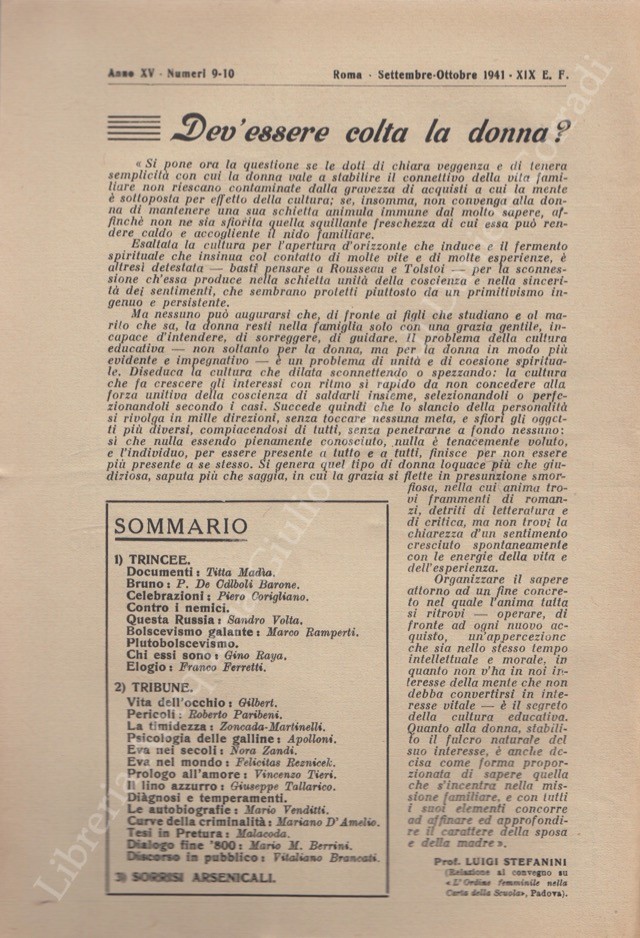 Anno XV - Numeri 9-10
Roma - Settembre-Ottobre 1941 - XIX E. F.
Dev'essere colta la donna?
« Si pone ora la questione se le doti di chiara veggenza e di tenera
semplicità con cui la donna vale a stabilire il connettivo della vita fami-
liare non riescano contaminate dalla gravezza di acquisti a cui la mente
è sottoposta per effetto della cultura; se, insomma, non convenga alla don-
na di mantenere una sua schietta animula immune dal molto sapere, af-
finchè non ne sia sfiorita quella squillante freschezza di cui essa può ren-
dere caldo e accogliente il nido familiare.
Esaltata la cultura per l'apertura d'orizzonte che induce e il fermento
spirituale che insinua col contatto di molte vite e di molte esperienze, è
altresì detestata — basti pensare a Rousseau e Tolstoi — per la sconnes-
sione ch'essa produce nella schietta unità della coscienza e nella sinceri-
tà dei sentimenti, che sembrano protetti piuttosto da un primitivismo in-
genuo e persistente.
Ma nessuno può augurarsi che, di fronte ai figli che studiano e al ma-
rito che sa, la donna resti nella famiglia solo con una grazia gentile, in-
capace d'intendere, di sorreggere, di guidare. Il problema della cultura
educativa — non soltanto per la donna, ma per la donna in modo più
evidente e impegnativo — è un problema di unità e di coesione spiritua-
le. Diseduca la cultura che dilata sconnettendo o spezzando: la cultura
che fa crescere gli interessi con ritmo sì rapido da non concedere alla
forza unitiva della coscienza di saldarli insieme, selezionandoli o perfe-
zionandoli secondo i casi. Succede quindi che lo slancio della personalità
si rivolga in mille direzioni, senza toccare nessuna meta, e sfiori gli ogget-
ti più diversi, compiacendosi di tutti, senza penetrarne a fondo nessuno:
sì che nulla essendo pienamente conosciuto, nulla è tenacemente voluto,
e l'individuo, per essere presente a tutto e a tutti, finisce per non essere
più presente a se stesso. Si genera quel tipo di donna loquace più che giu-
diziosa, saputa più che saggia, in cui la grazia si flette in presunzione smor-
fiosa, nella cui anima tro-
vi frammenti di roman-
zi, detriti di letteratura e
di critica, ma non trovi la
chiarezza d'un sentimento
cresciuto spontaneamente
con le energie della vita e
dell'esperienza.
Organizzare il sapere
attorno ad un fine concre-
to nel quale l'anima tutta
si ritrovi — operare, di
fronte ad ogni nuovo ac-
quisto, un'appercezione
che sia nello stesso tempo
intellettuale e morale, in
quanto non v'ha in noi in-
teresse della mente che non
debba convertirsi in inte-
resse vitale — è il segreto
della cultura educativa.
Quanto alla donna, stabili-
to il fulcro naturale del
suo interesse, è anche de-
cisa come forma propor-
zionata di sapere quella
che s'incentra nella mis-
sione familiare, e con tutti
i suoi elementi concorre
ad affinare ed approfondi-
re il carattere della sposa
e della madre ».
Prof. LUIGI STEFANINI
(Relazione al convegno su
« L'Ordine femminile nella
Carta della Scuola», Padova).
SOMMARIO
1) TRINCEE.
Documenti: Titta Madìa.
Bruno: P. De Càlboli Barone.
Celebrazioni: Piero Corigliano.
Contro i nemici.
Questa Russia: Sandro Volta.
Bolscevismo galante: Marco Ramperti.
Plutobolscevismo.
Chi essi sono: Gino Raya.
Elogio: Franco Ferretti.
2) TRIBUNE.
Vita dell'occhio: Gilbert.
Pericoli: Roberto Paribeni.
La timidezza: Zoncada-Martinelli.
Psicologia delle galline: Apolloni.
Eva nei secoli: Nora Zandi.
Eva nel mondo: Felicitas Reznicek.
Prologo all'amore: Vincenzo Tieri.
Il lino azzurro: Giuseppe Tallarico.
Diàgnosi e temperamenti.
Le autobiografie: Mario Venditti.
Curve della criminalità: Mariano D'Amelio.
Tesi in Pretura: Malacoda.
Dialogo fine '800: Mario M. Berrini.
Discorso in pubblico: Vitaliano Brancati.
3) SORRISI ARSENICALI.